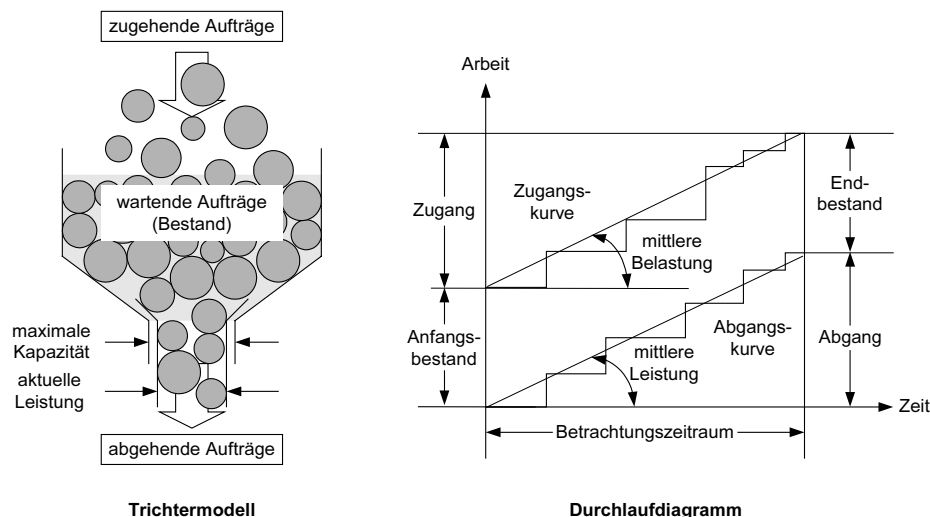 zugehende Aufträge
wartende Aufträge
(Bestand)
maximale
Kapazität
aktuelle
Leistung
abgehende Aufträge
Trichtermodell
Arbeit
Zugang
Zugangs-
kurve
mittlere
Belastung
End-
bestand
Anfangs-
bestand
mittlere
Leistung
Abgangs-
kurve
Abgang
Zeit
Betrachtungszeitraum
Durchlaufdiagramm